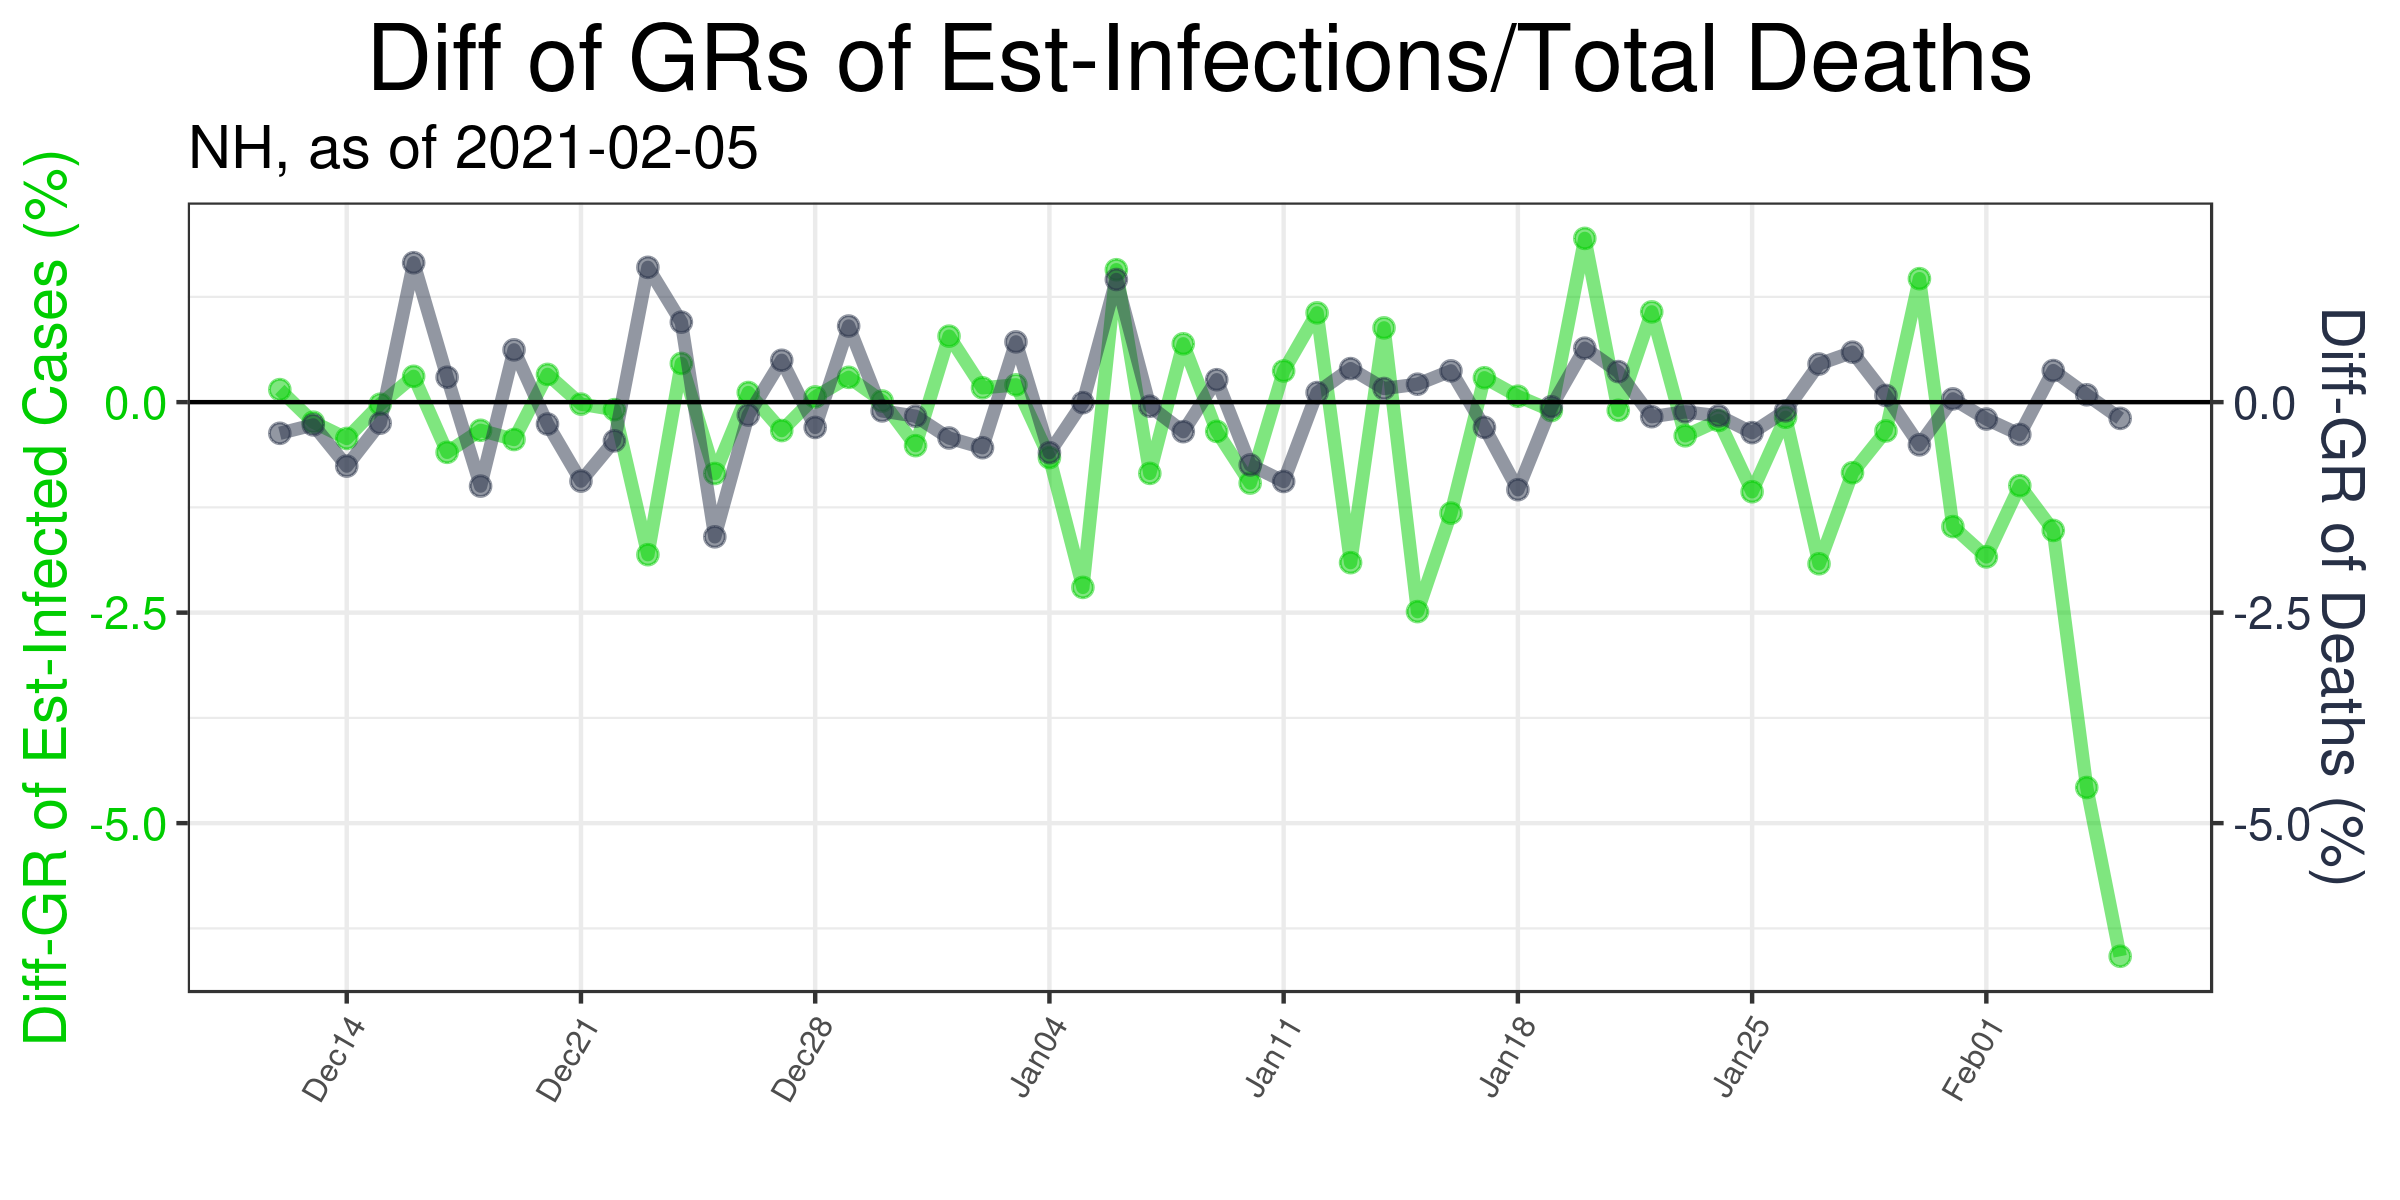 Diff of GRs of Est-Infections/Total Deaths
NH, as of 2021-02-05
Diff-GR of Est-Infected Cases (%)
0.0
-2.5
-5.0
0.0
-2.5
-5.0
Diff-GR of Deaths (%)
Dec14
Dec21
Dec28
Jan04
Jan11
Jan18
Jan25
Feb01